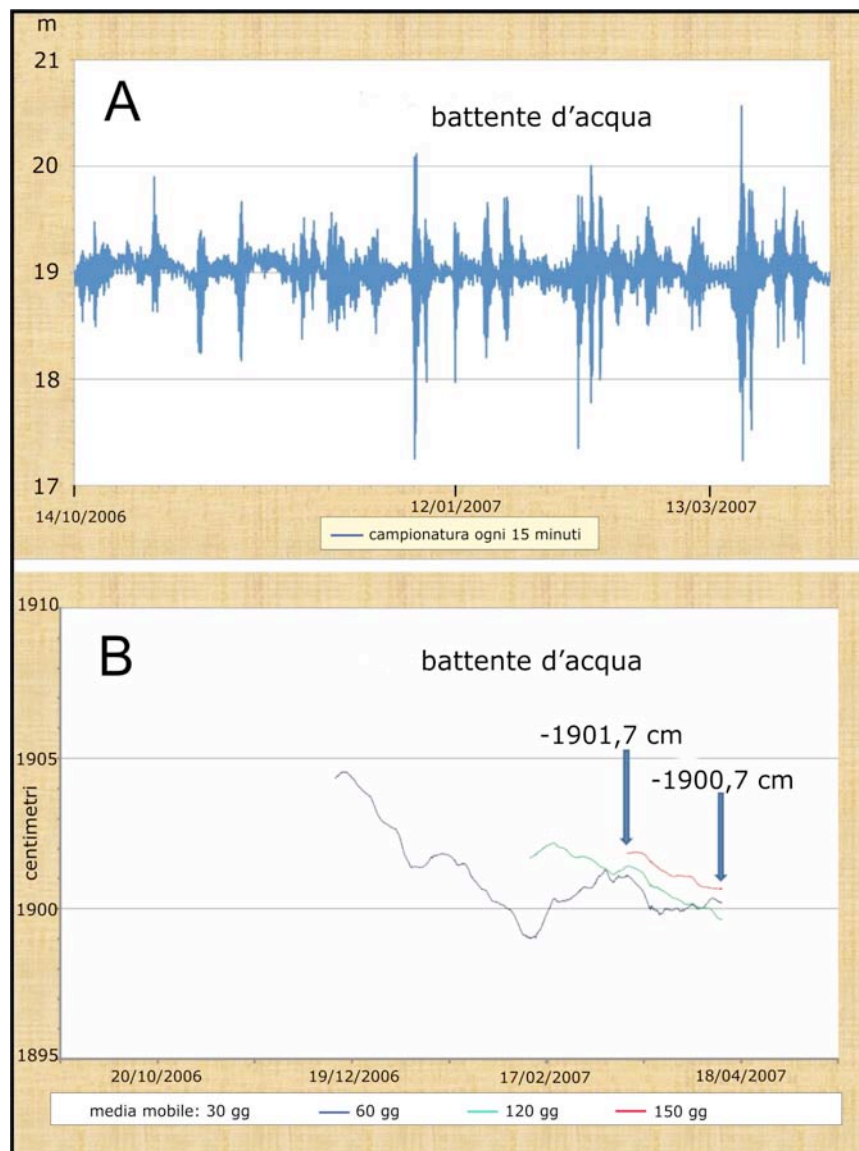 m
21
A
battente d'acqua
20
19
18
17
14/10/2006
12/01/2007
13/03/2007
campionatura ogni 15 minuti
1910
B
battente d'acqua
-1901,7 cm
1905
-1900,7 cm
centimetri
1900
1895
20/10/2006
19/12/2006
17/02/2007
18/04/2007
media mobile: 30 gg
60 gg
120 gg
150 gg